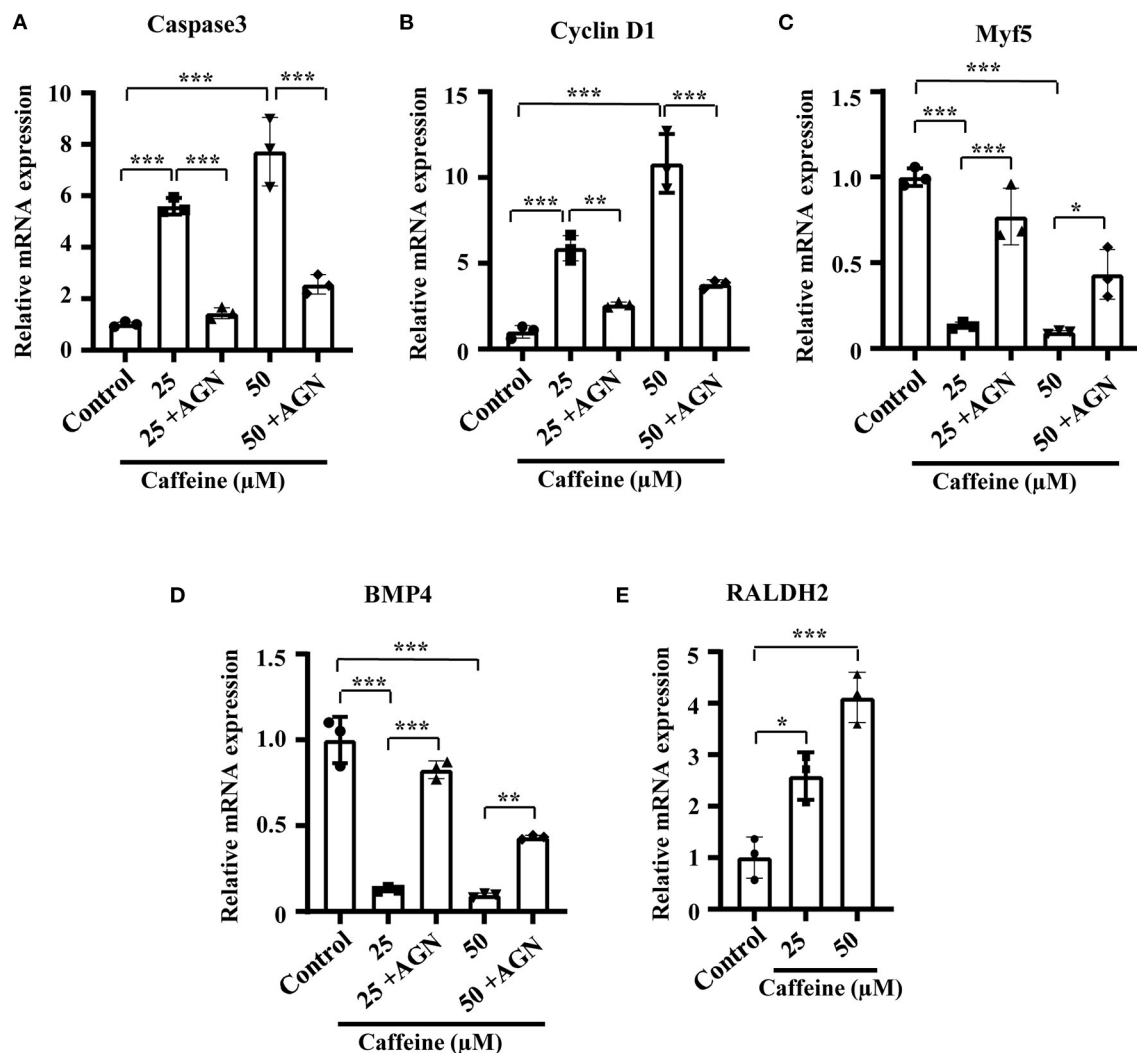 A
Caspase3
Relative mRNA expression
10
8
6
4
2
0
***
***
***
***
Control
25
25 +AGN
50
50 +AGN
Caffeine (µM)
B
Cyclin D1
Relative mRNA expression
15
10
5
0
***
***
***
**
Control
25
25 +AGN
50
50 +AGN
Caffeine (µM)
C
Myf5
Relative mRNA expression
1.5
1.0
0.5
0
***
***
***
*
Control
25
25 +AGN
50
50 +AGN
Caffeine (µM)
D
BMP4
Relative mRNA expression
1.5
1.0
0.5
0
***
***
***
**
Control
25
25 +AGN
50
50 +AGN
Caffeine (µM)
E
RALDH2
Relative mRNA expression
5
4
3
2
1
0
***
*
Control
25
50
Caffeine (µM)